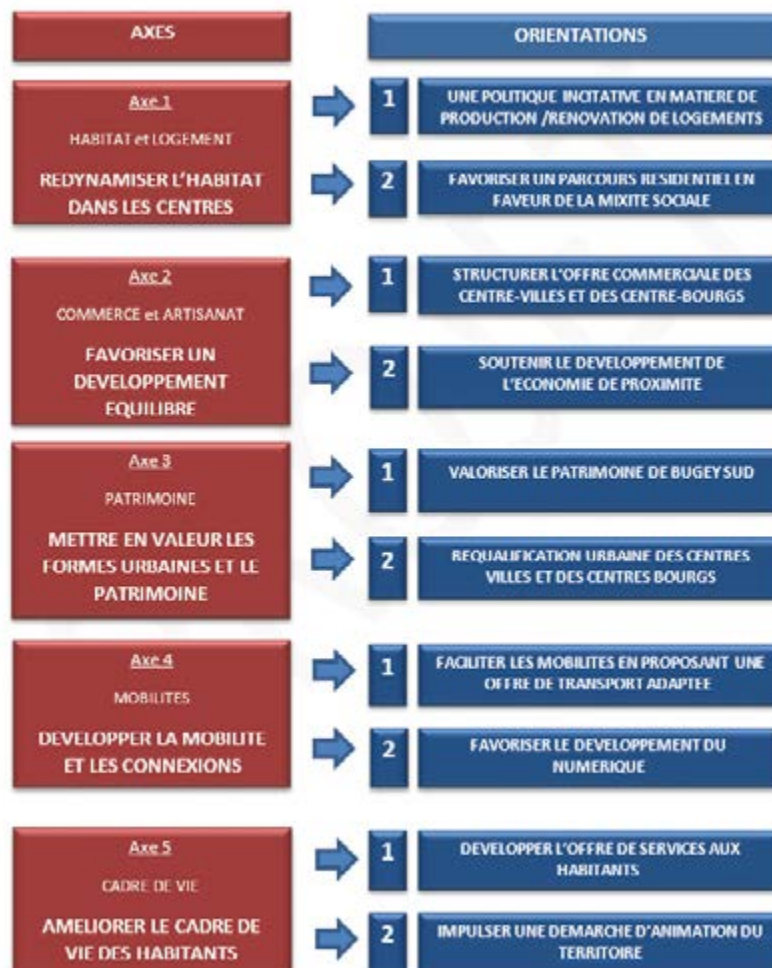 AXES
ORIENTATIONS
Axe 1
HABITAT et LOGEMENT
REDYNAMISER L'HABITAT
DANS LES CENTRES
1
UNE POLITIQUE INCITATIVE EN MATIERE DE
PRODUCTION /RENOVATION DE LOGEMENTS
2
FAVORISER UN PARCOURS RESIDENTIEL EN
FAVEUR DE LA MIXITE SOCIALE
Axe 2
COMMERCE et ARTISANAT
FAVORISER UN
DEVELOPPEMENT
EQUILIBRE
1
STRUCTURER L'OFFRE COMMERCIALE DES
CENTRE-VILLES ET DES CENTRE-BOURGS
2
SOUTENIR LE DEVELOPPEMENT DE
L'ECONOMIE DE PROXIMITE
Axe 3
PATRIMOINE
METTRE EN VALEUR LES
FORMES URBAINES ET LE
PATRIMOINE
1
VALORISER LE PATRIMOINE DE BUGEY SUD
2
REQUALIFICATION URBAINE DES CENTRES
VILLES ET DES CENTRES BOURGS
Axe 4
MOBILITES
DEVELOPPER LA MOBILITE
ET LES CONNEXIONS
1
FACILITER LES MOBILITES EN PROPOSANT UNE
OFFRE DE TRANSPORT ADAPTEE
2
FAVORISER LE DEVELOPPEMENT DU
NUMERIQUE
Axe 5
CADRE DE VIE
AMELIORER LE CADRE DE
VIE DES HABITANTS
1
DEVELOPPER L'OFFRE DE SERVICES AUX
HABITANTS
2
IMPULSER UNE DEMARCHE D'ANIMATION DU
TERRITOIRE